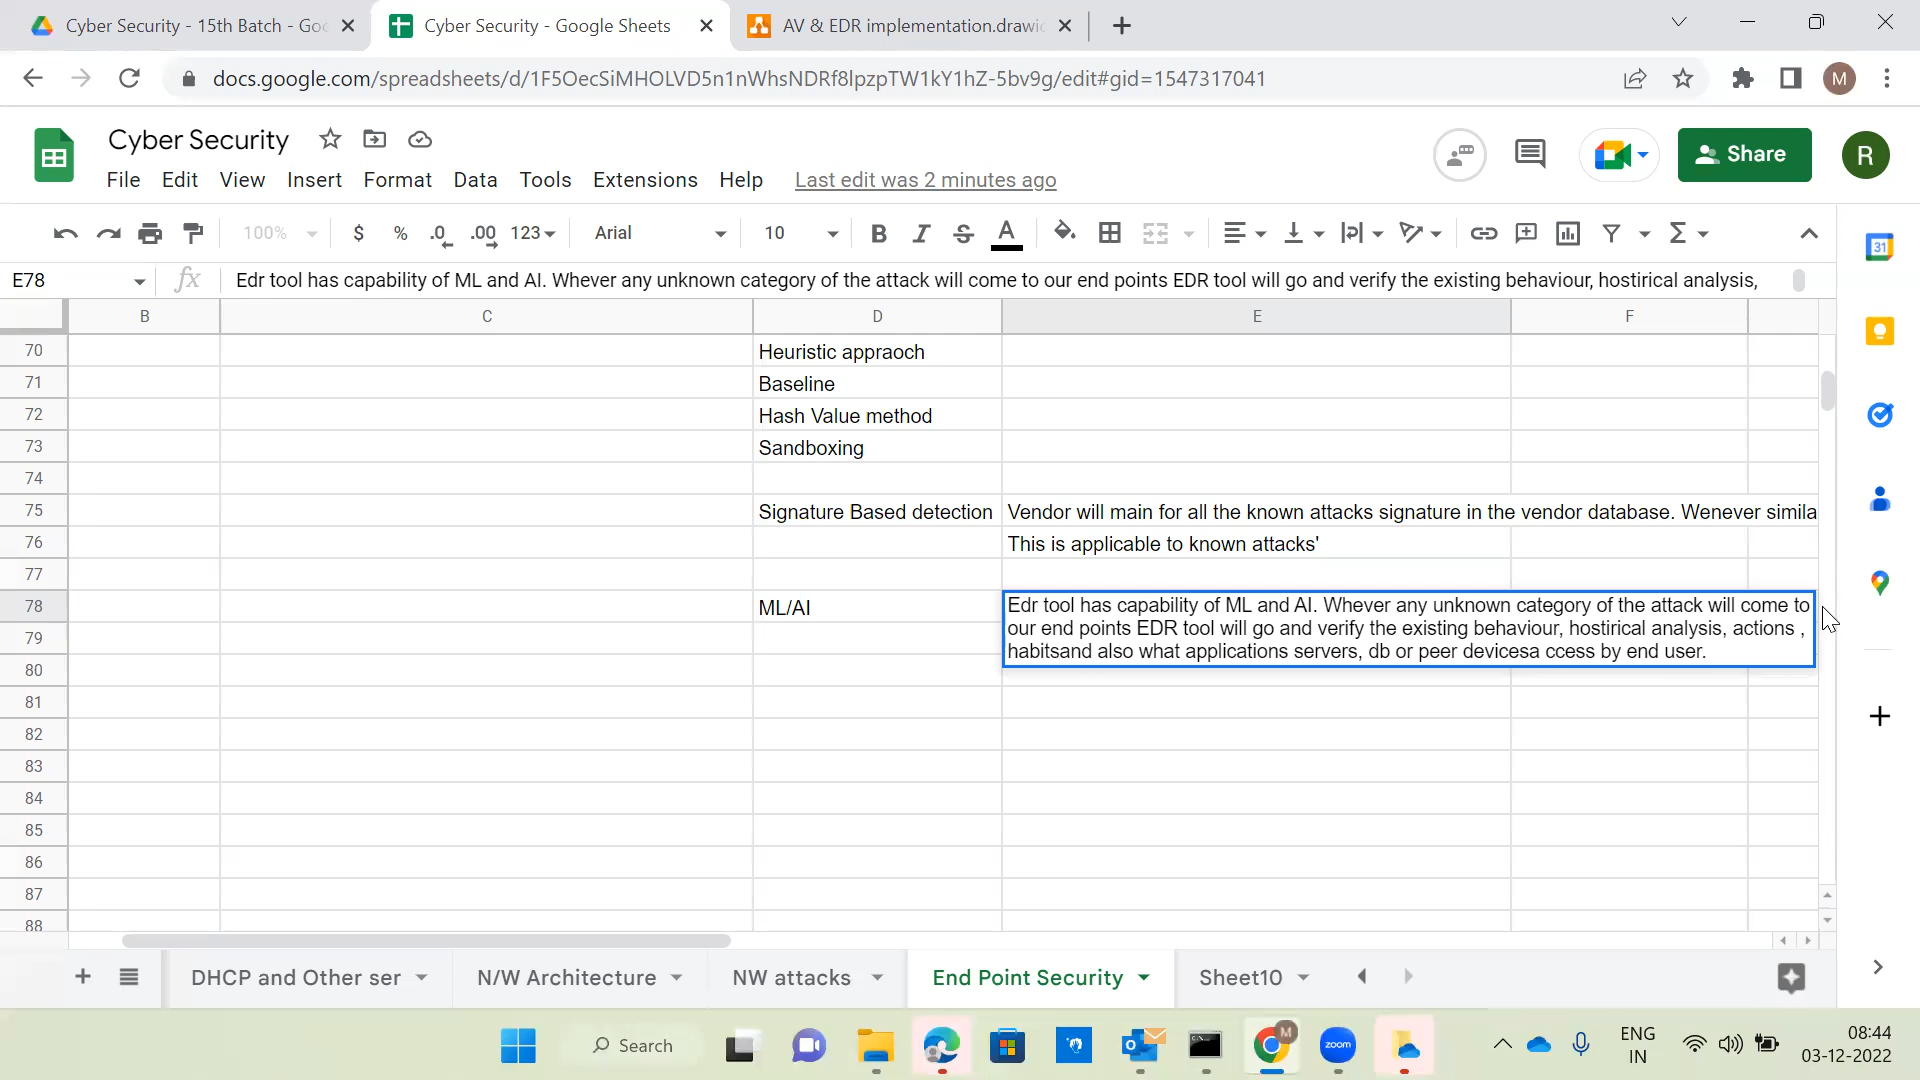 Cyber Security - 15th Batch - Goo
Cyber Security - Google Sheets
AV & EDR implementation.drawio
docs.google.com/spreadsheets/d/1F5OecSiMHOLVD5n1nWhsNDRf8lpzpTW1kY1hZ-5bv9g/edit#gid=1547317041
M
Cyber Security
Share
R
File Edit View Insert Format Data Tools Extensions Help Last edit was 2 minutes ago
100% $ % .0 .00 123 Arial 10 B I S A Σ
31
E78 fx Edr tool has capability of ML and AI. Whever any unknown category of the attack will come to our end points EDR tool will go and verify the existing behaviour, hostirical analysis,
B C D E F
70 Heuristic appraoch
71 Baseline
72 Hash Value method
73 Sandboxing
74
75 Signature Based detection Vendor will main for all the known attacks signature in the vendor database. Wenever simila
76 This is applicable to known attacks'
77
78 ML/AI Edr tool has capability of ML and AI. Whever any unknown category of the attack will come to
our end points EDR tool will go and verify the existing behaviour, hostirical analysis, actions ,
habitsand also what applications servers, db or peer devicesa ccess by end user.
79
80
81
82
83
84
85
86
87
88
DHCP and Other ser N/W Architecture NW attacks End Point Security Sheet10
Search
M
zoom
ENG
IN
08:44
03-12-2022